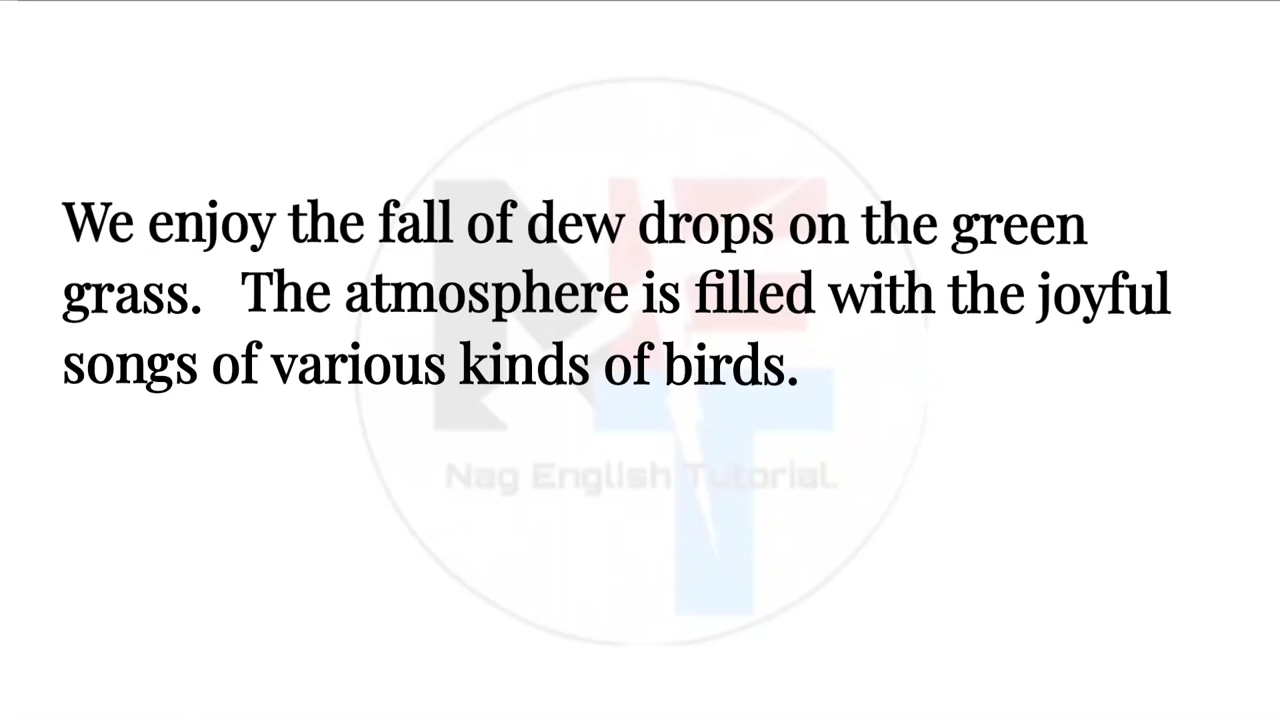 We enjoy the fall of dew drops on the green
grass. The atmosphere is filled with the joyful
songs of various kinds of birds.
Nag English Tutorial.